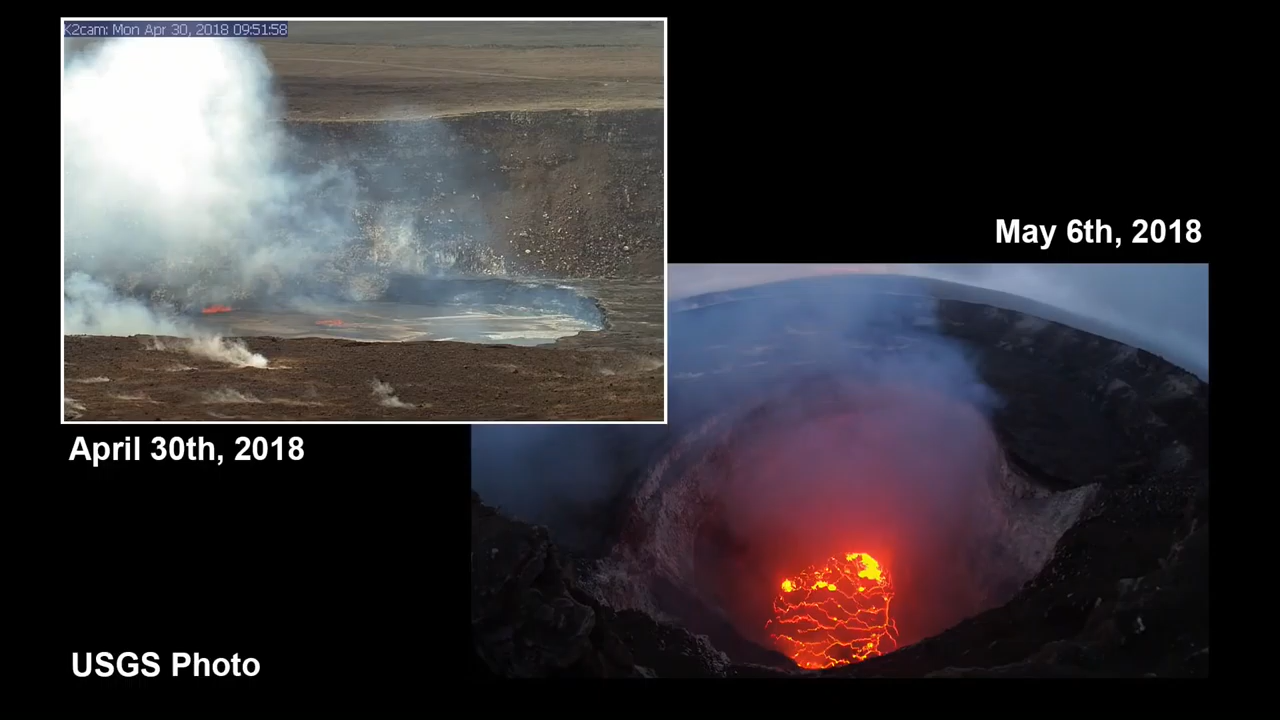 K2cam: Mon Apr 30, 2018 09:51:58
May 6th, 2018
April 30th, 2018
USGS Photo